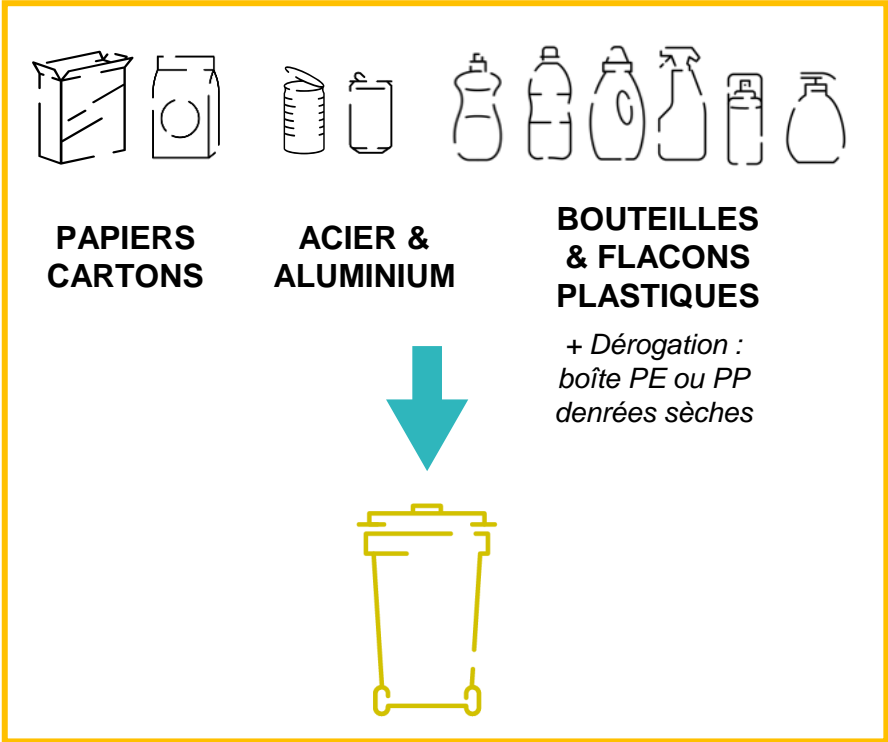 PAPIERS
CARTONS
ACIER &
ALUMINIUM
BOUTEILLES
& FLACONS
PLASTIQUES
+ Dérogation :
boîte PE ou PP
denrées sèches